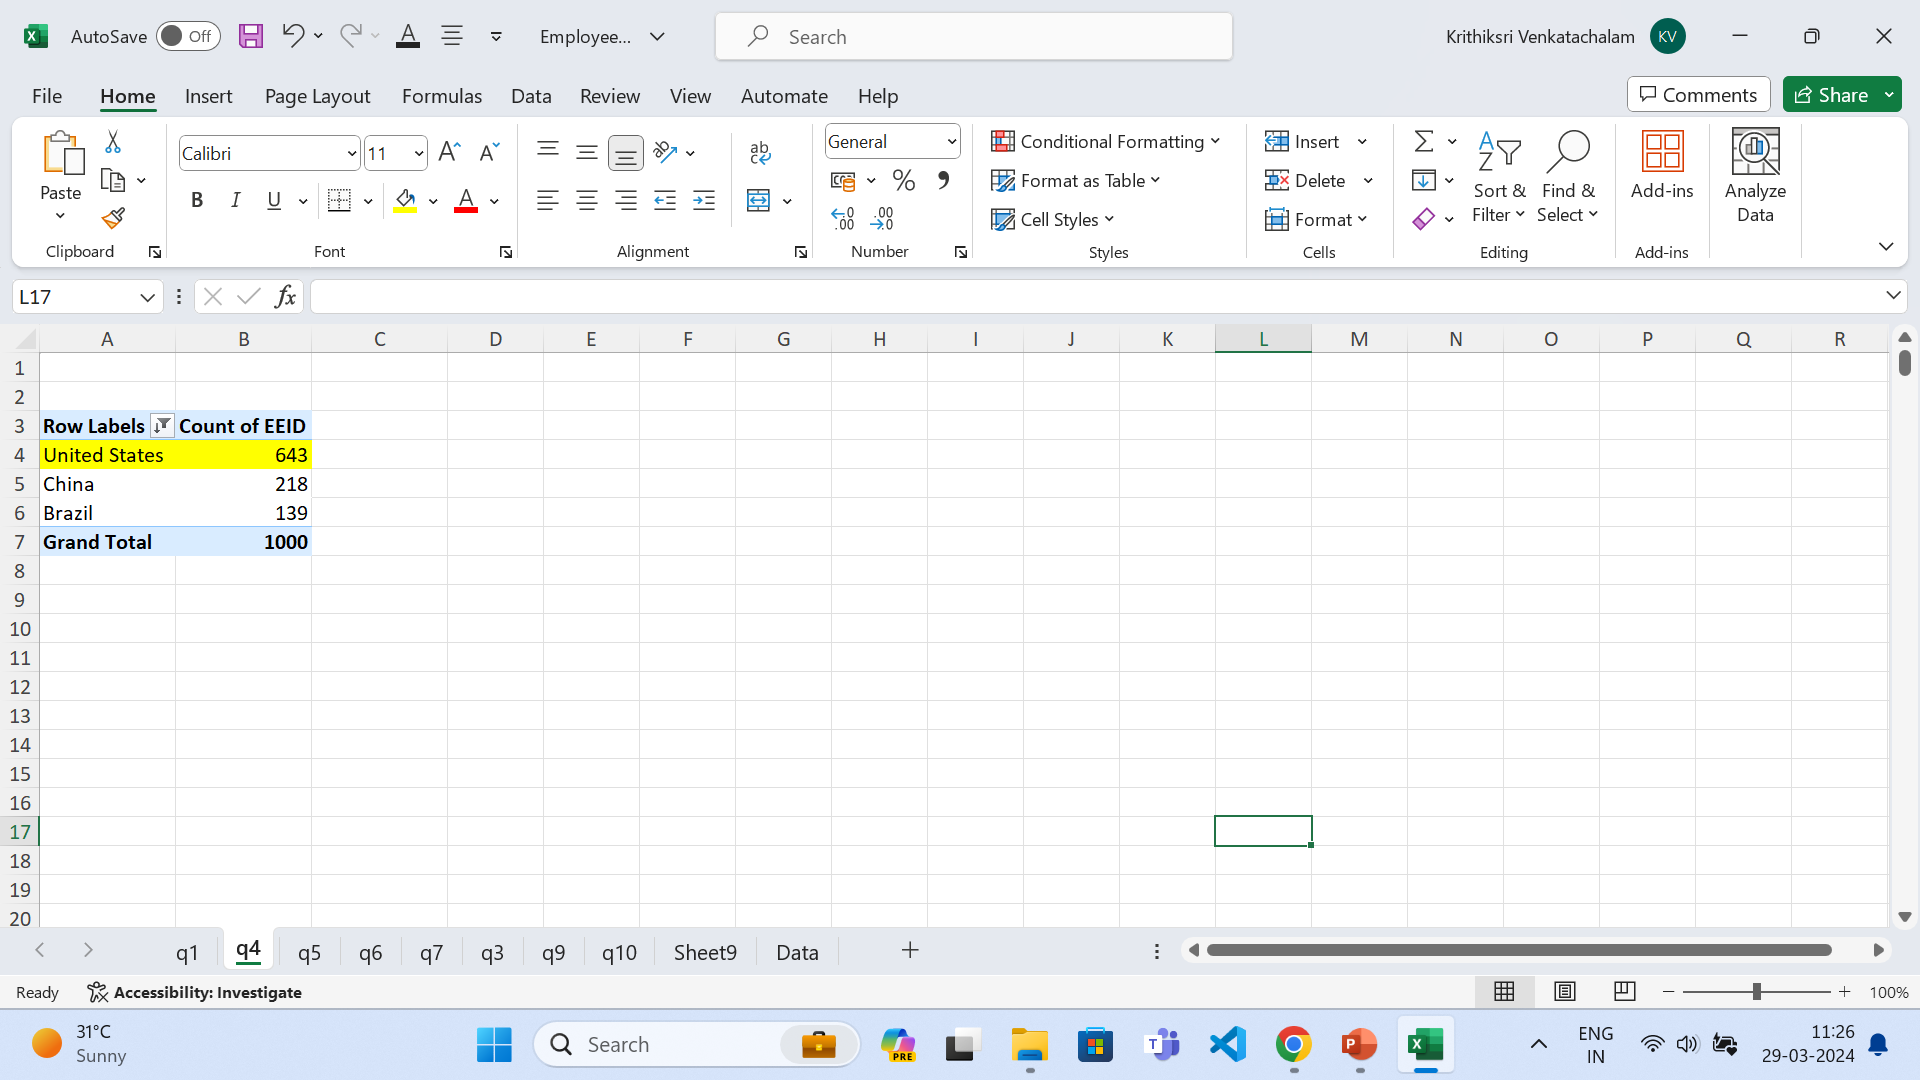 AutoSave Off Employee... Search Krithiksri Venkatachalam KV
File Home Insert Page Layout Formulas Data Review View Automate Help Comments Share
Paste
Clipboard
Calibri 11
B I U
Font
ab
c
Alignment
General
% ,
Number
Conditional Formatting
Format as Table
Cell Styles
Styles
Insert
Delete
Format
Cells
Sort & Filter
Find & Select
Editing
Add-ins
Add-ins
Analyze Data
L17 fx
A B C D E F G H I J K L M N O P Q R
1
2
3 Row Labels Count of EEID
4 United States 643
5 China 218
6 Brazil 139
7 Grand Total 1000
8
9
10
11
12
13
14
15
16
17
18
19
20
q1 q4 q5 q6 q7 q3 q9 q10 Sheet9 Data
Ready Accessibility: Investigate 100%
31°C
Sunny
Search
PRE
ENG
IN
11:26
29-03-2024